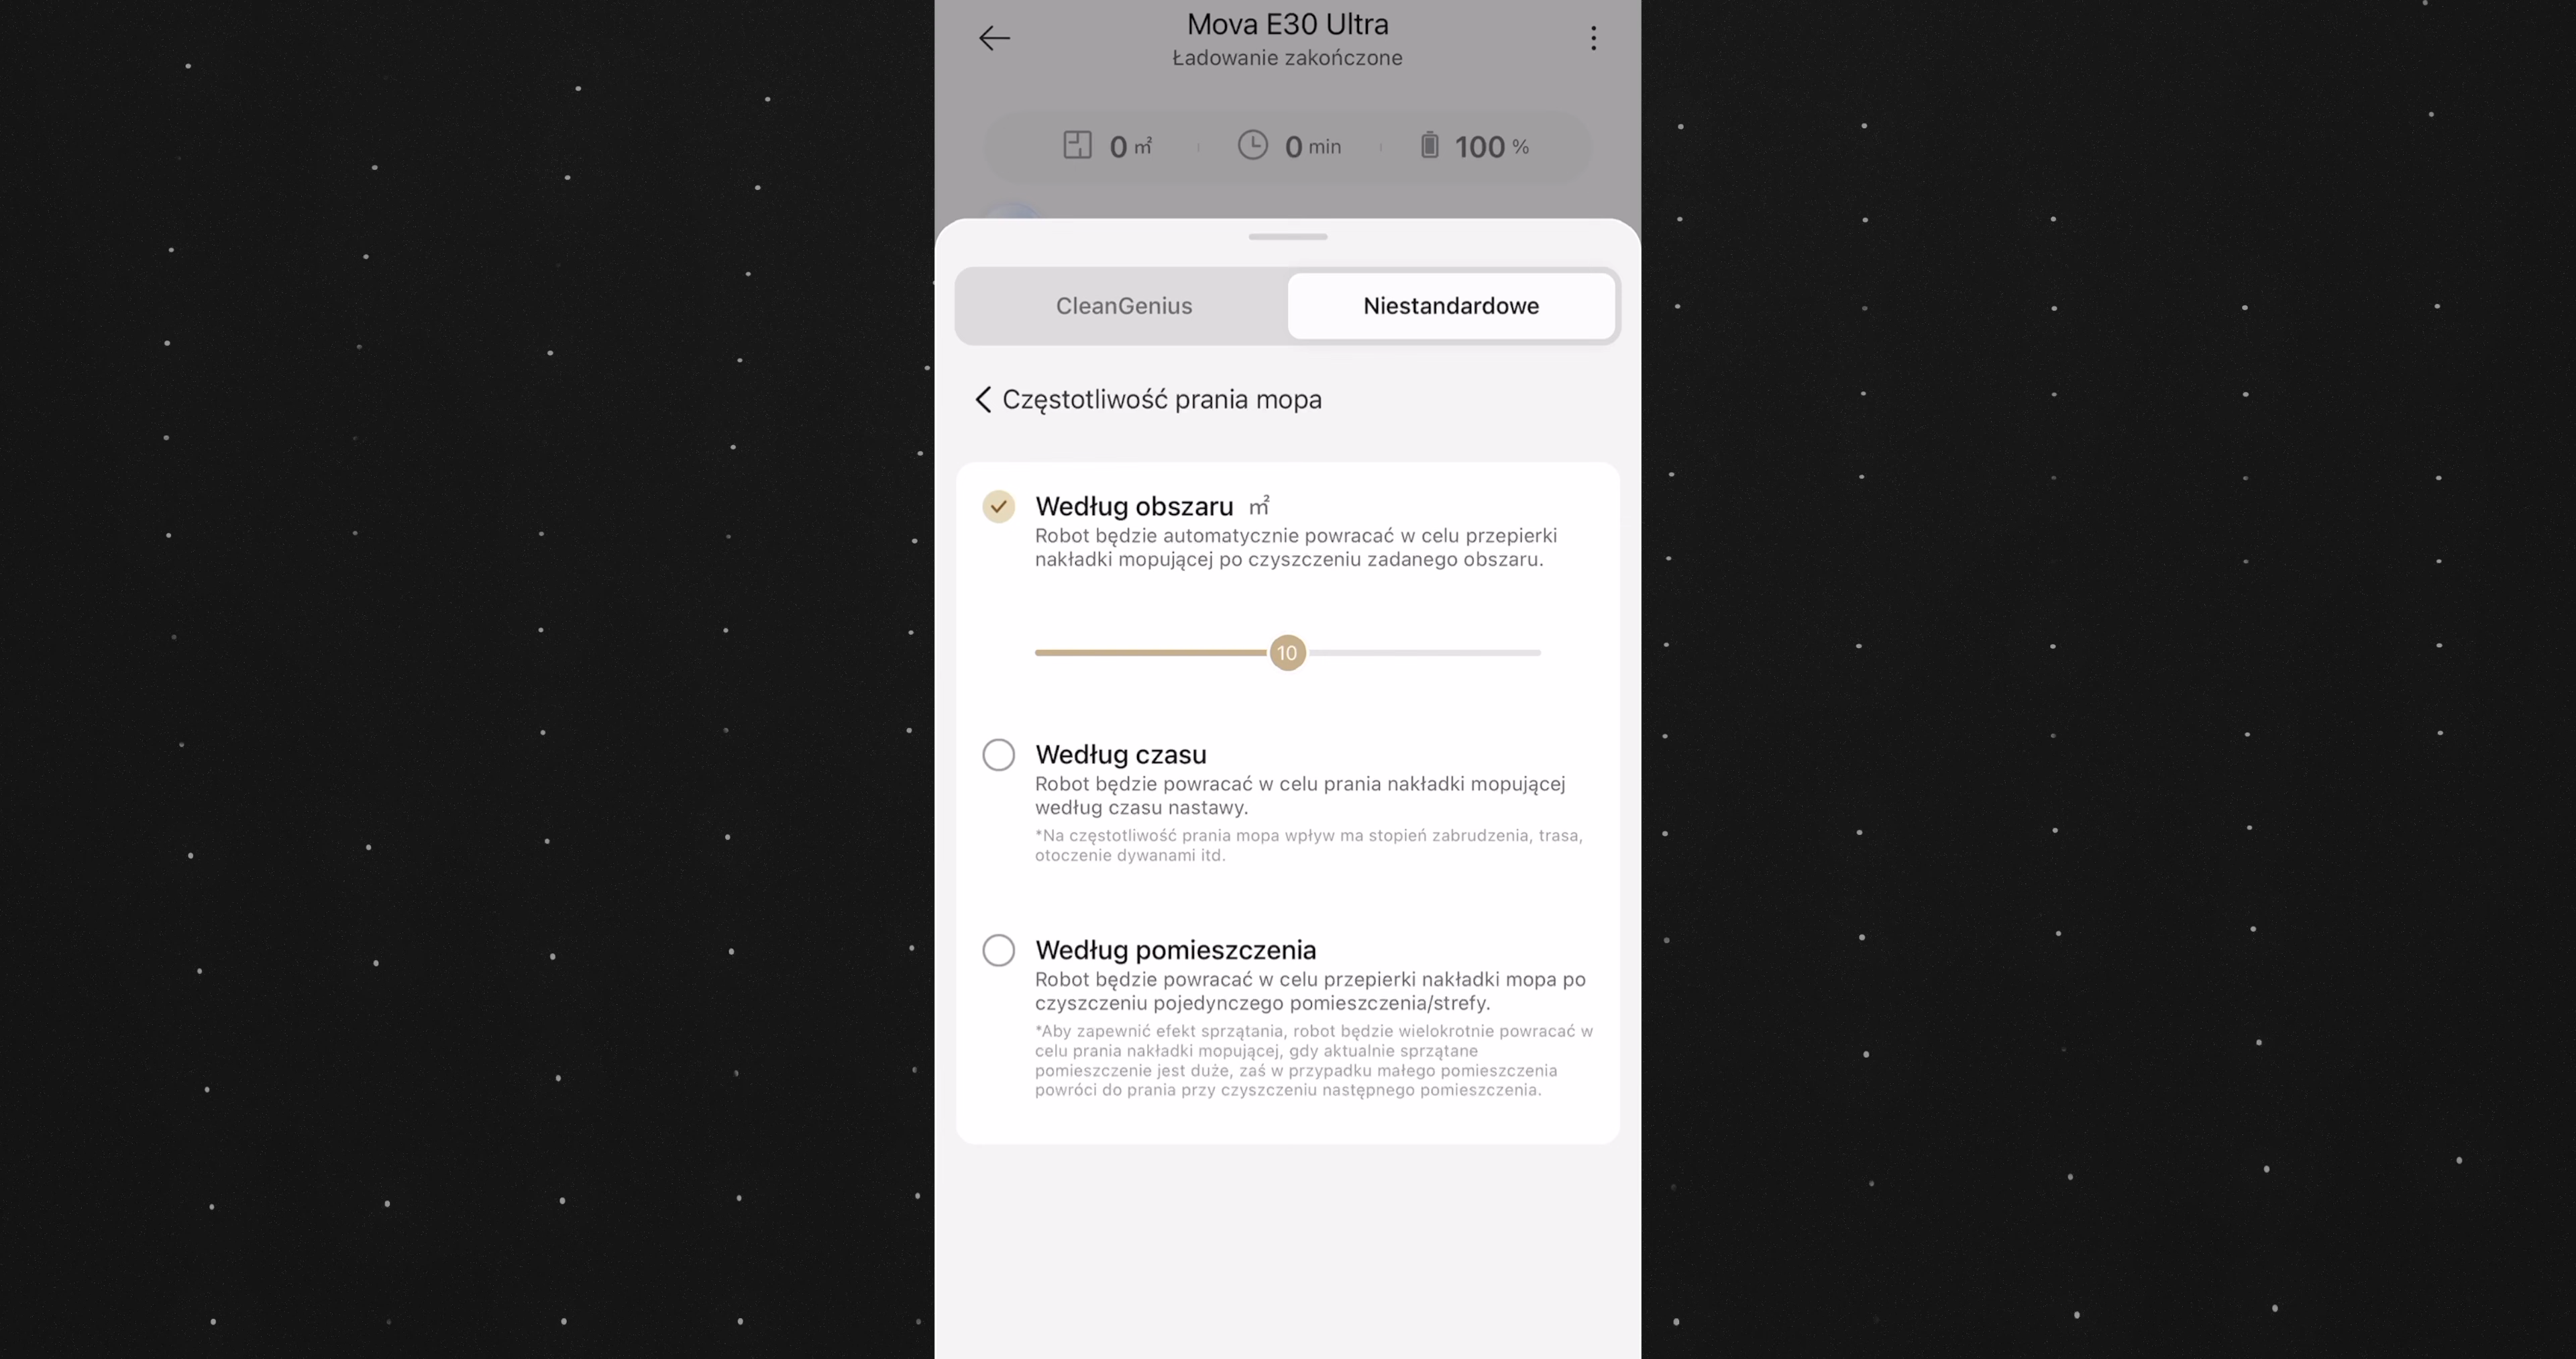 Mova E30 Ultra
Ładowanie zakończone
0 m² 0 min 100 %
CleanGenius Niestandardowe
Częstotliwość prania mopa
Według obszaru m²
Robot będzie automatycznie powracać w celu przepierki
nakładki mopującej po czyszczeniu zadanego obszaru.
10
Według czasu
Robot będzie powracać w celu prania nakładki mopującej
według czasu nastawy.
*Na częstotliwość prania mopa wpływ ma stopień zabrudzenia, trasa,
otoczenie dywanami itd.
Według pomieszczenia
Robot będzie powracać w celu przepierki nakładki mopa po
czyszczeniu pojedynczego pomieszczenia/strefy.
*Aby zapewnić efekt sprzątania, robot będzie wielokrotnie powracać w
celu prania nakładki mopującej, gdy aktualnie sprzątane
pomieszczenie jest duże, zaś w przypadku małego pomieszczenia
powróci do prania przy czyszczeniu następnego pomieszczenia.